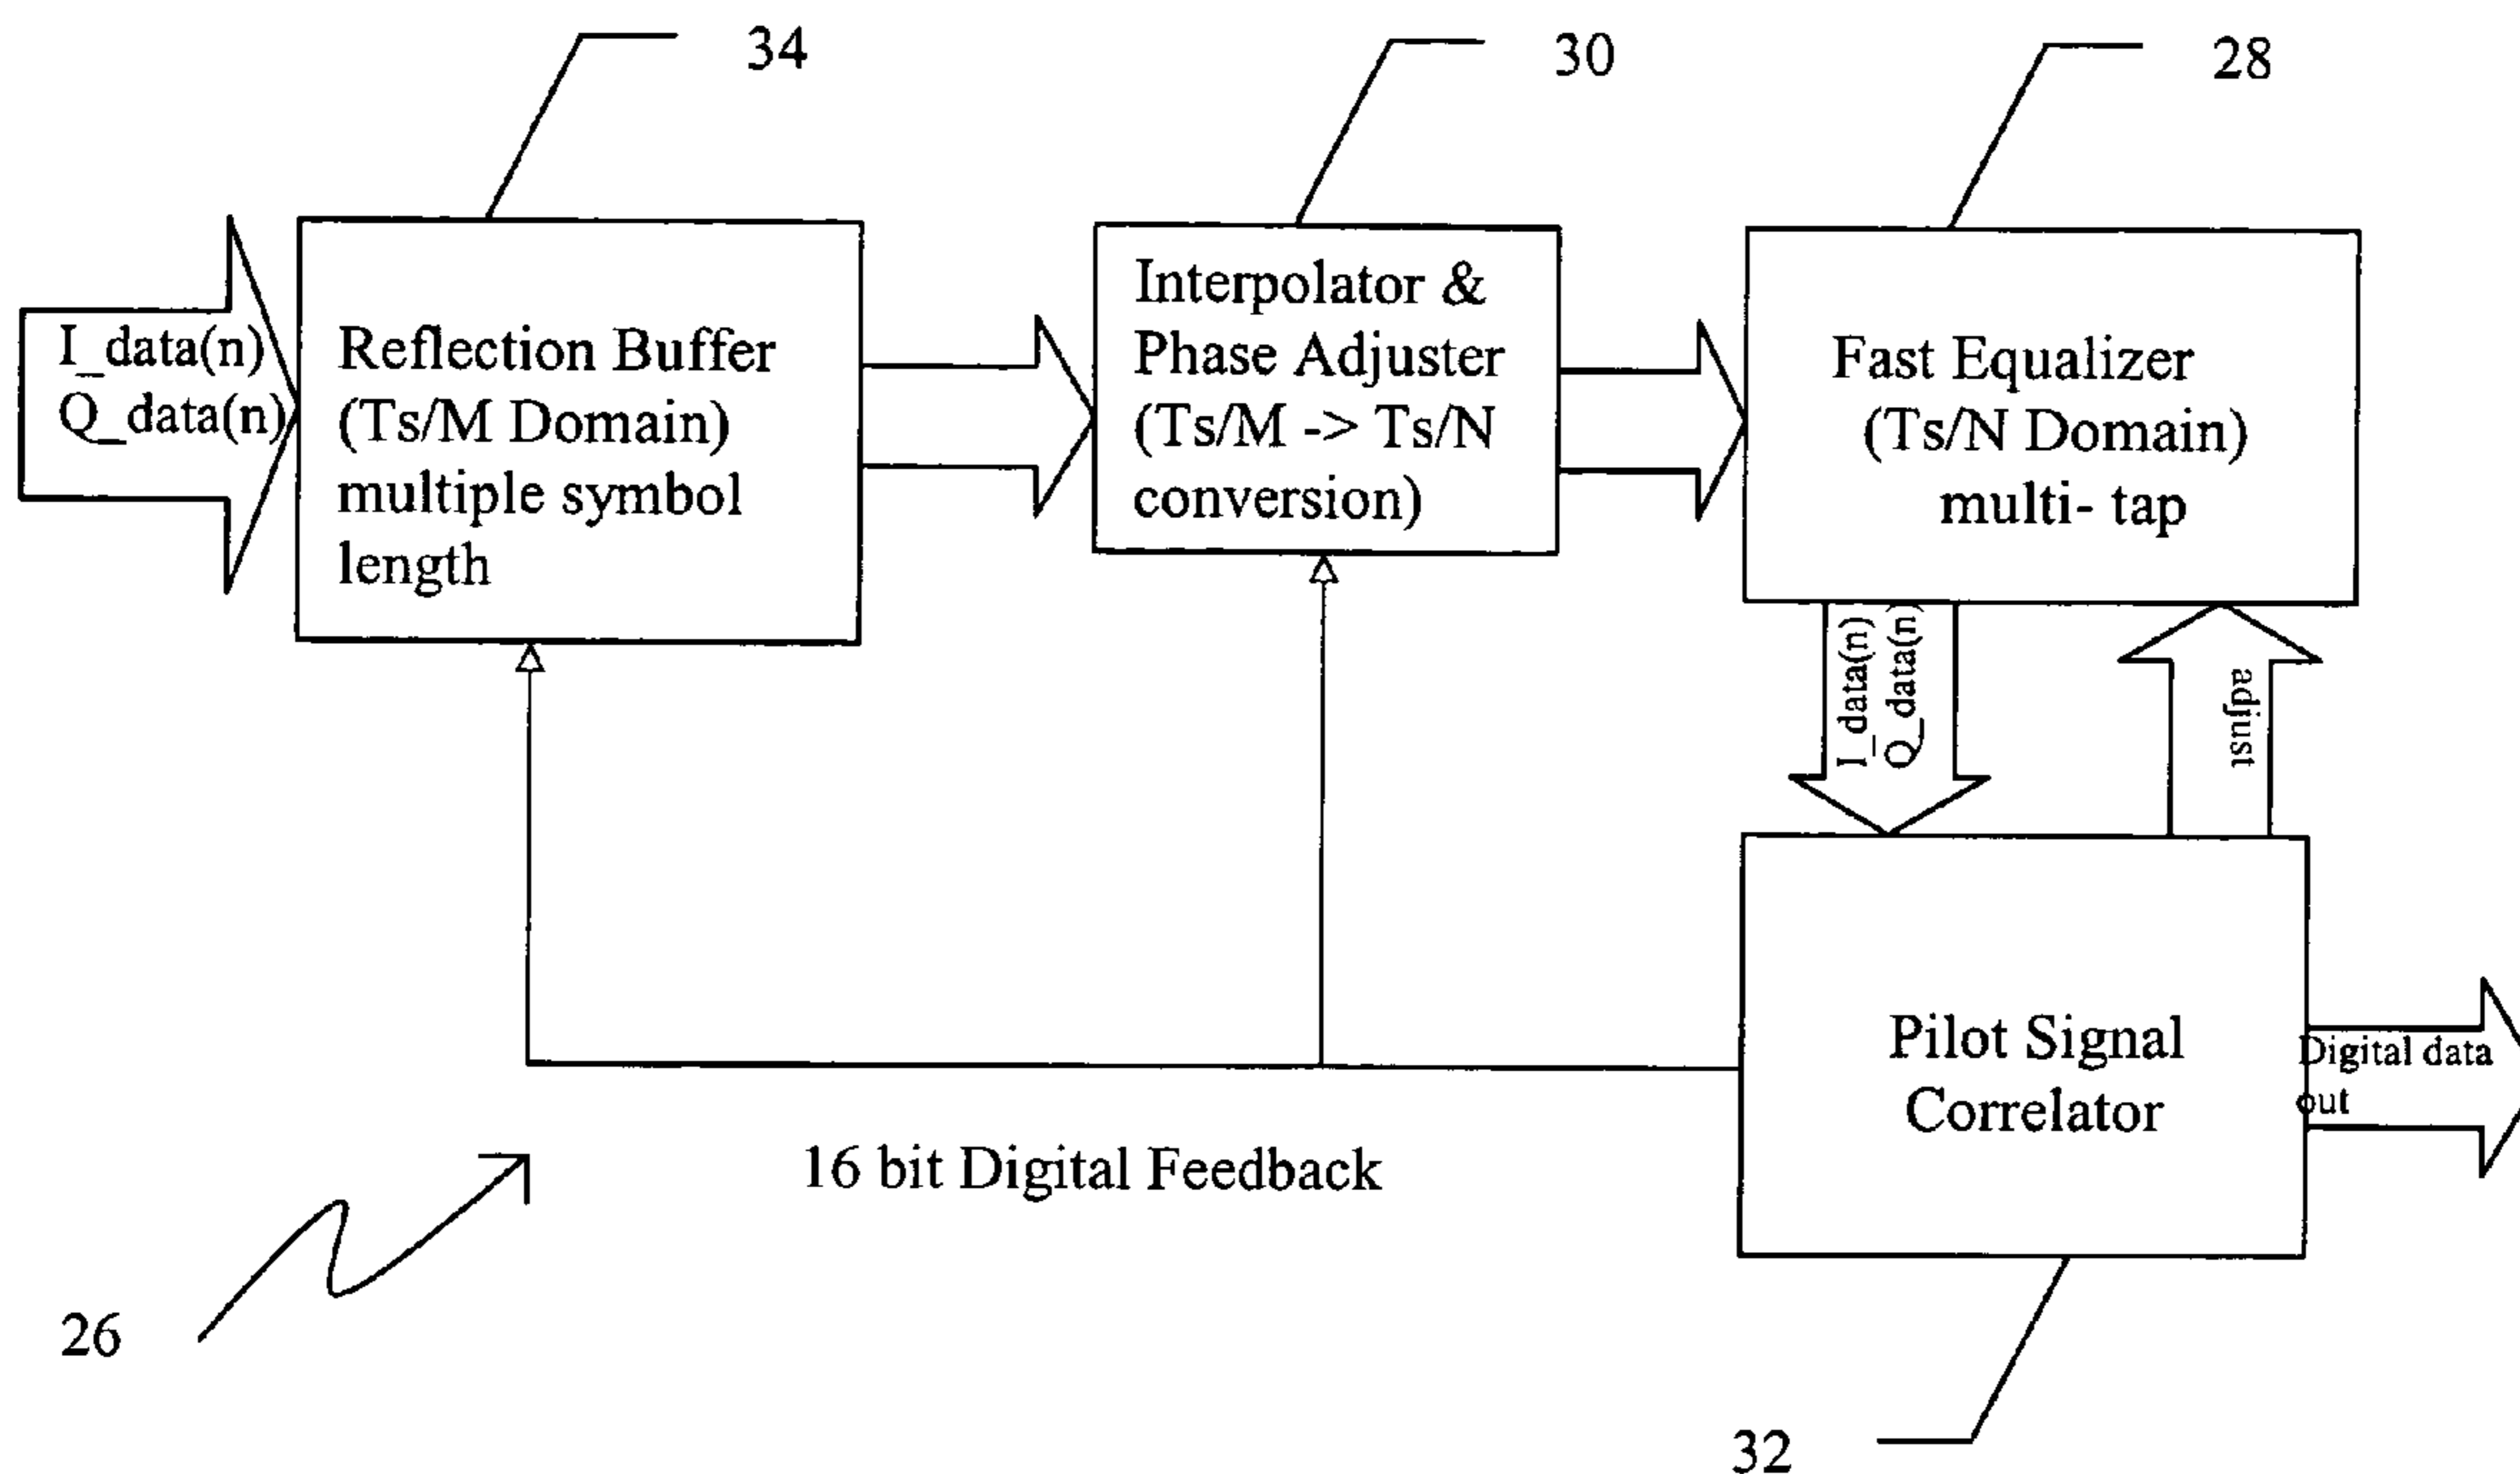 34
30
28
I_data(n)
Q_data(n)
Reflection Buffer
(Ts/M Domain)
multiple symbol
length
Interpolator &
Phase Adjuster
(Ts/M -> Ts/N
conversion)
Fast Equalizer
(Ts/N Domain)
multi- tap
I_data(n)
Q_data(n)
adjust
Pilot Signal
Correlator
Digital data
out
16 bit Digital Feedback
26
32